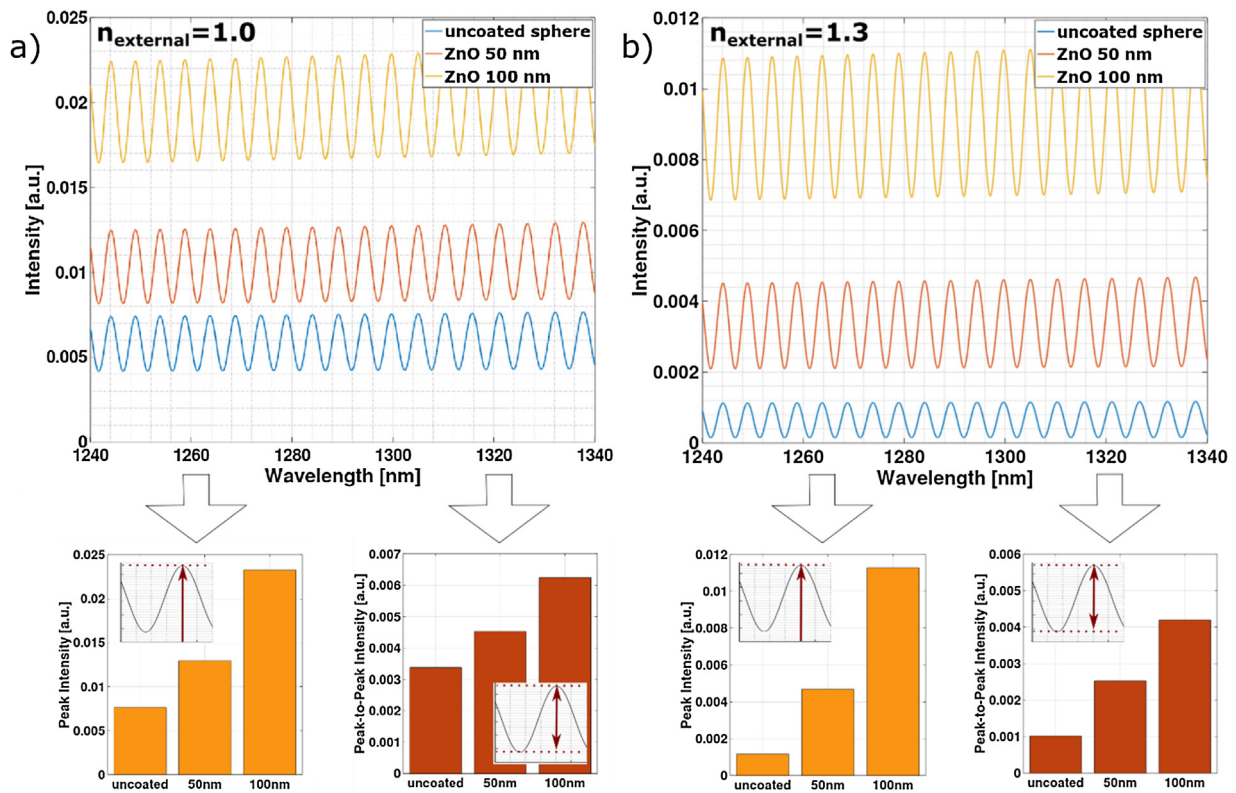 a)
n_external=1.0
uncoated sphere
ZnO 50 nm
ZnO 100 nm
Intensity [a.u.]
0.025
0.02
0.015
0.01
0.005
0
1240 1260 1280 1300 1320 1340
Wavelength [nm]
b)
n_external=1.3
uncoated sphere
ZnO 50 nm
ZnO 100 nm
Intensity [a.u.]
0.012
0.01
0.008
0.006
0.004
0.002
0
1240 1260 1280 1300 1320 1340
Wavelength [nm]
Peak Intensity [a.u.]
0.025
0.02
0.015
0.01
0.005
0
uncoated 50nm 100nm
Peak-to-Peak Intensity [a.u.]
0.007
0.006
0.005
0.004
0.003
0.002
0.001
0
uncoated 50nm 100nm
Peak Intensity [a.u.]
0.012
0.01
0.008
0.006
0.004
0.002
0
uncoated 50nm 100nm
Peak-to-Peak Intensity [a.u.]
0.006
0.005
0.004
0.003
0.002
0.001
0
uncoated 50nm 100nm